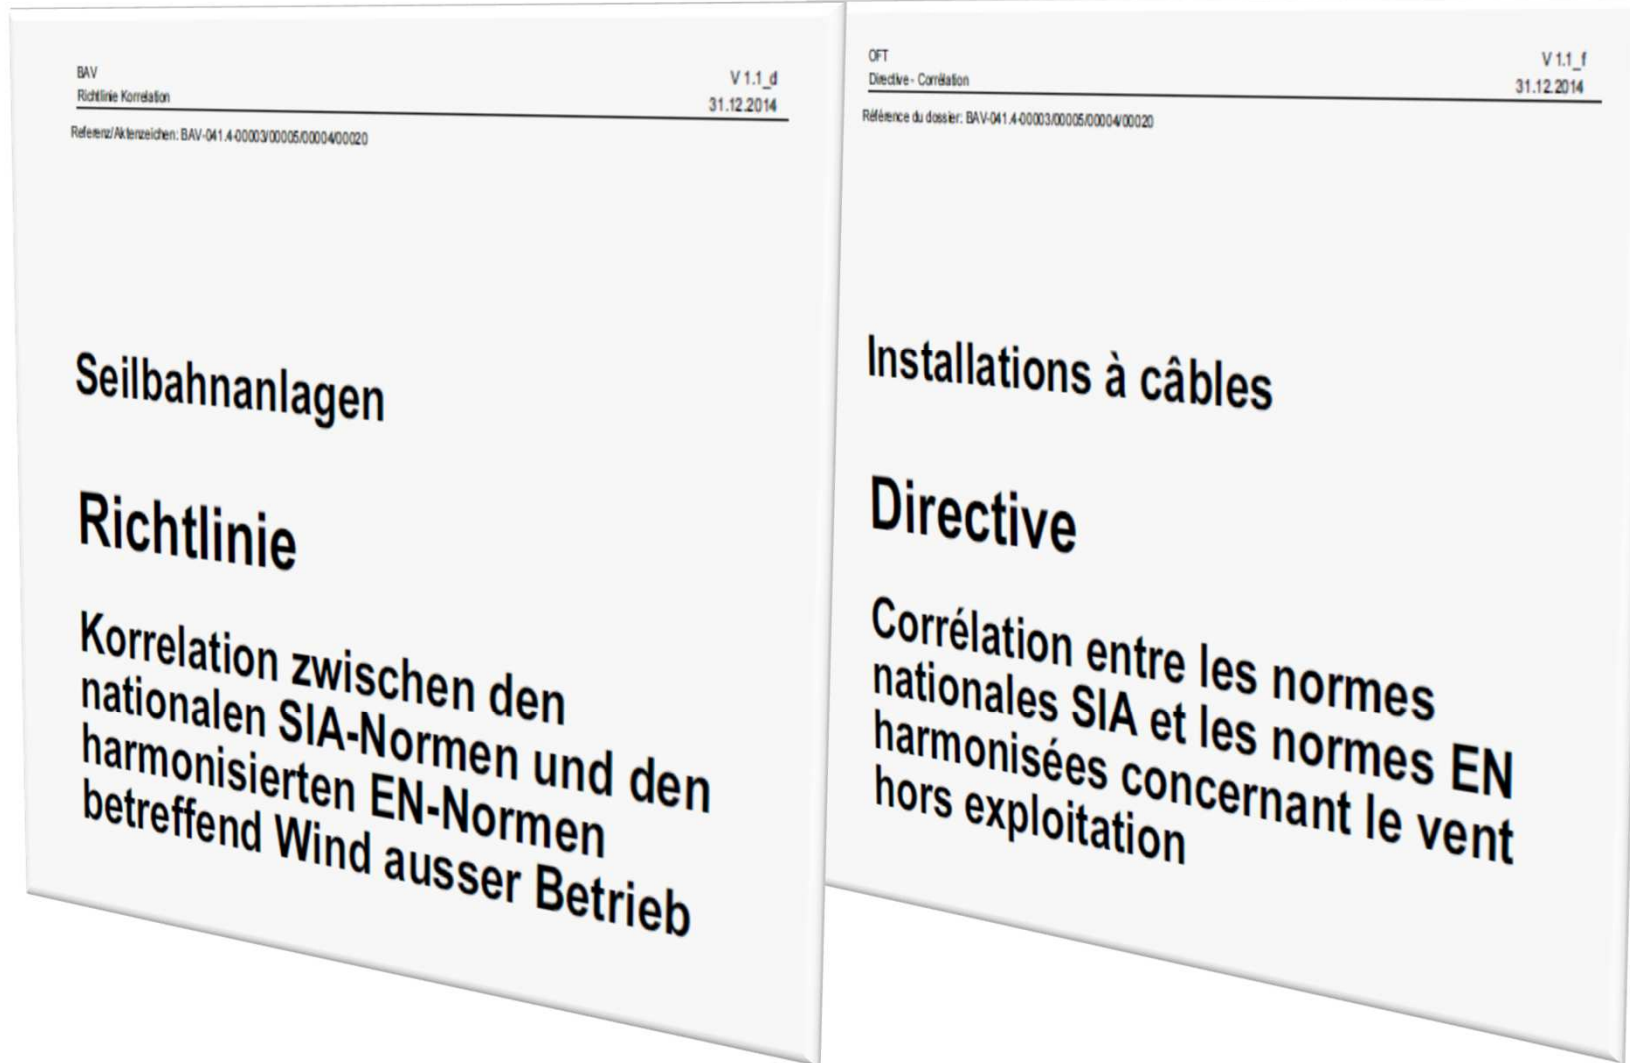 BAV
V 1.1_d
Richtlinie Korrelation
31.12.2014
Referenz/Aktenzeichen: BAV-041.4-00003/00005/00004/00020
Seilbahnanlagen
Richtlinie
Korrelation zwischen den
nationalen SIA-Normen und den
harmonisierten EN-Normen
betreffend Wind ausser Betrieb
OFT
V 1.1_f
Directive - Corrélation
31.12.2014
Référence du dossier: BAV-041.4-00003/00005/00004/00020
Installations à câbles
Directive
Corrélation entre les normes
nationales SIA et les normes EN
harmonisées concernant le vent
hors exploitation